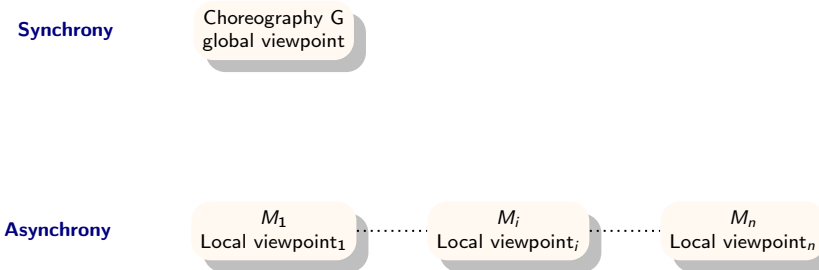 Synchrony
Choreography G
global viewpoint
Asynchrony
M₁
Local viewpoint₁
Mᵢ
Local viewpointᵢ
Mₙ
Local viewpointₙ